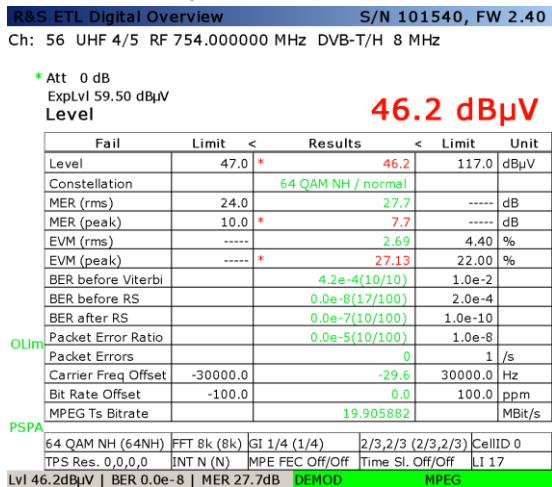 R&S ETL Digital Overview S/N 101540, FW 2.40
Ch: 56 UHF 4/5 RF 754.000000 MHz DVB-T/H 8 MHz
* Att 0 dB
ExpLvl 59.50 dBµV
Level 46.2 dBµV
Fail Limit < Results < Limit Unit
Level 47.0 * 46.2 117.0 dBµV
Constellation 64 QAM NH / normal
MER (rms) 24.0 27.7 ----- dB
MER (peak) 10.0 * 7.7 ----- dB
EVM (rms) ----- 2.69 4.40 %
EVM (peak) ----- * 27.13 22.00 %
BER before Viterbi 4.2e-4(10/10) 1.0e-2
BER before RS 0.0e-8(17/100) 2.0e-4
BER after RS 0.0e-7(10/100) 1.0e-10
OLim Packet Error Ratio 0.0e-5(10/100) 1.0e-8
Packet Errors 0 1 /s
Carrier Freq Offset -30000.0 -29.6 30000.0 Hz
Bit Rate Offset -100.0 0.0 100.0 ppm
MPEG Ts Bitrate 19.905882 MBit/s
PSPA
64 QAM NH (64NH) FFT 8k (8k) GI 1/4 (1/4) 2/3,2/3 (2/3,2/3) CellID 0
TPS Res. 0,0,0,0 INT N (N) MPE FEC Off/Off Time Sl. Off/Off LI 17
Lvl 46.2dBµV | BER 0.0e-8 | MER 27.7dB DEMOD MPEG